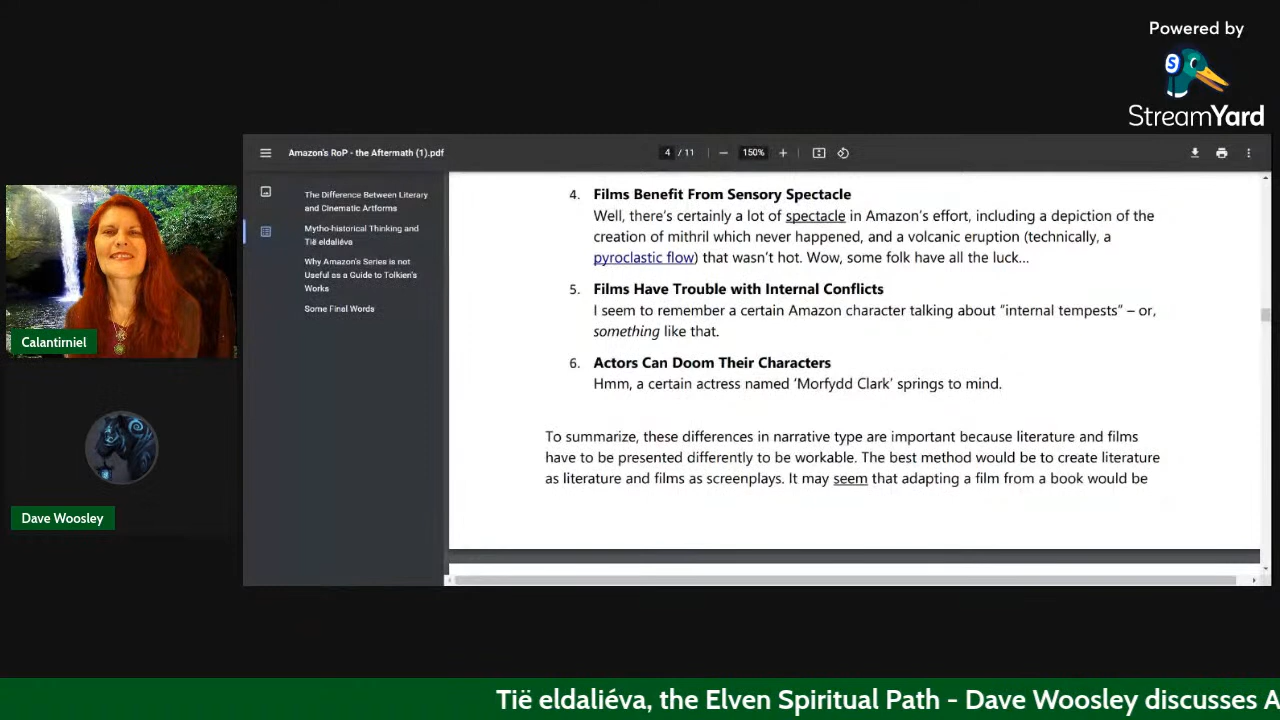 Powered by
StreamYard
Amazon's RoP - the Aftermath (1).pdf
4 / 11
150%
The Difference Between Literary
and Cinematic Artforms
Mytho-historical Thinking and
Tië eldaliéva
Why Amazon's Series is not
Useful as a Guide to Tolkien's
Works
Some Final Words
4. Films Benefit From Sensory Spectacle
Well, there's certainly a lot of spectacle in Amazon's effort, including a depiction of the
creation of mithril which never happened, and a volcanic eruption (technically, a
pyroclastic flow) that wasn't hot. Wow, some folk have all the luck...
5. Films Have Trouble with Internal Conflicts
I seem to remember a certain Amazon character talking about "internal tempests" – or,
something like that.
6. Actors Can Doom Their Characters
Hmm, a certain actress named 'Morfydd Clark' springs to mind.
To summarize, these differences in narrative type are important because literature and films
have to be presented differently to be workable. The best method would be to create literature
as literature and films as screenplays. It may seem that adapting a film from a book would be
Calantirniel
Dave Woosley
Tië eldaliéva, the Elven Spiritual Path - Dave Woosley discusses A